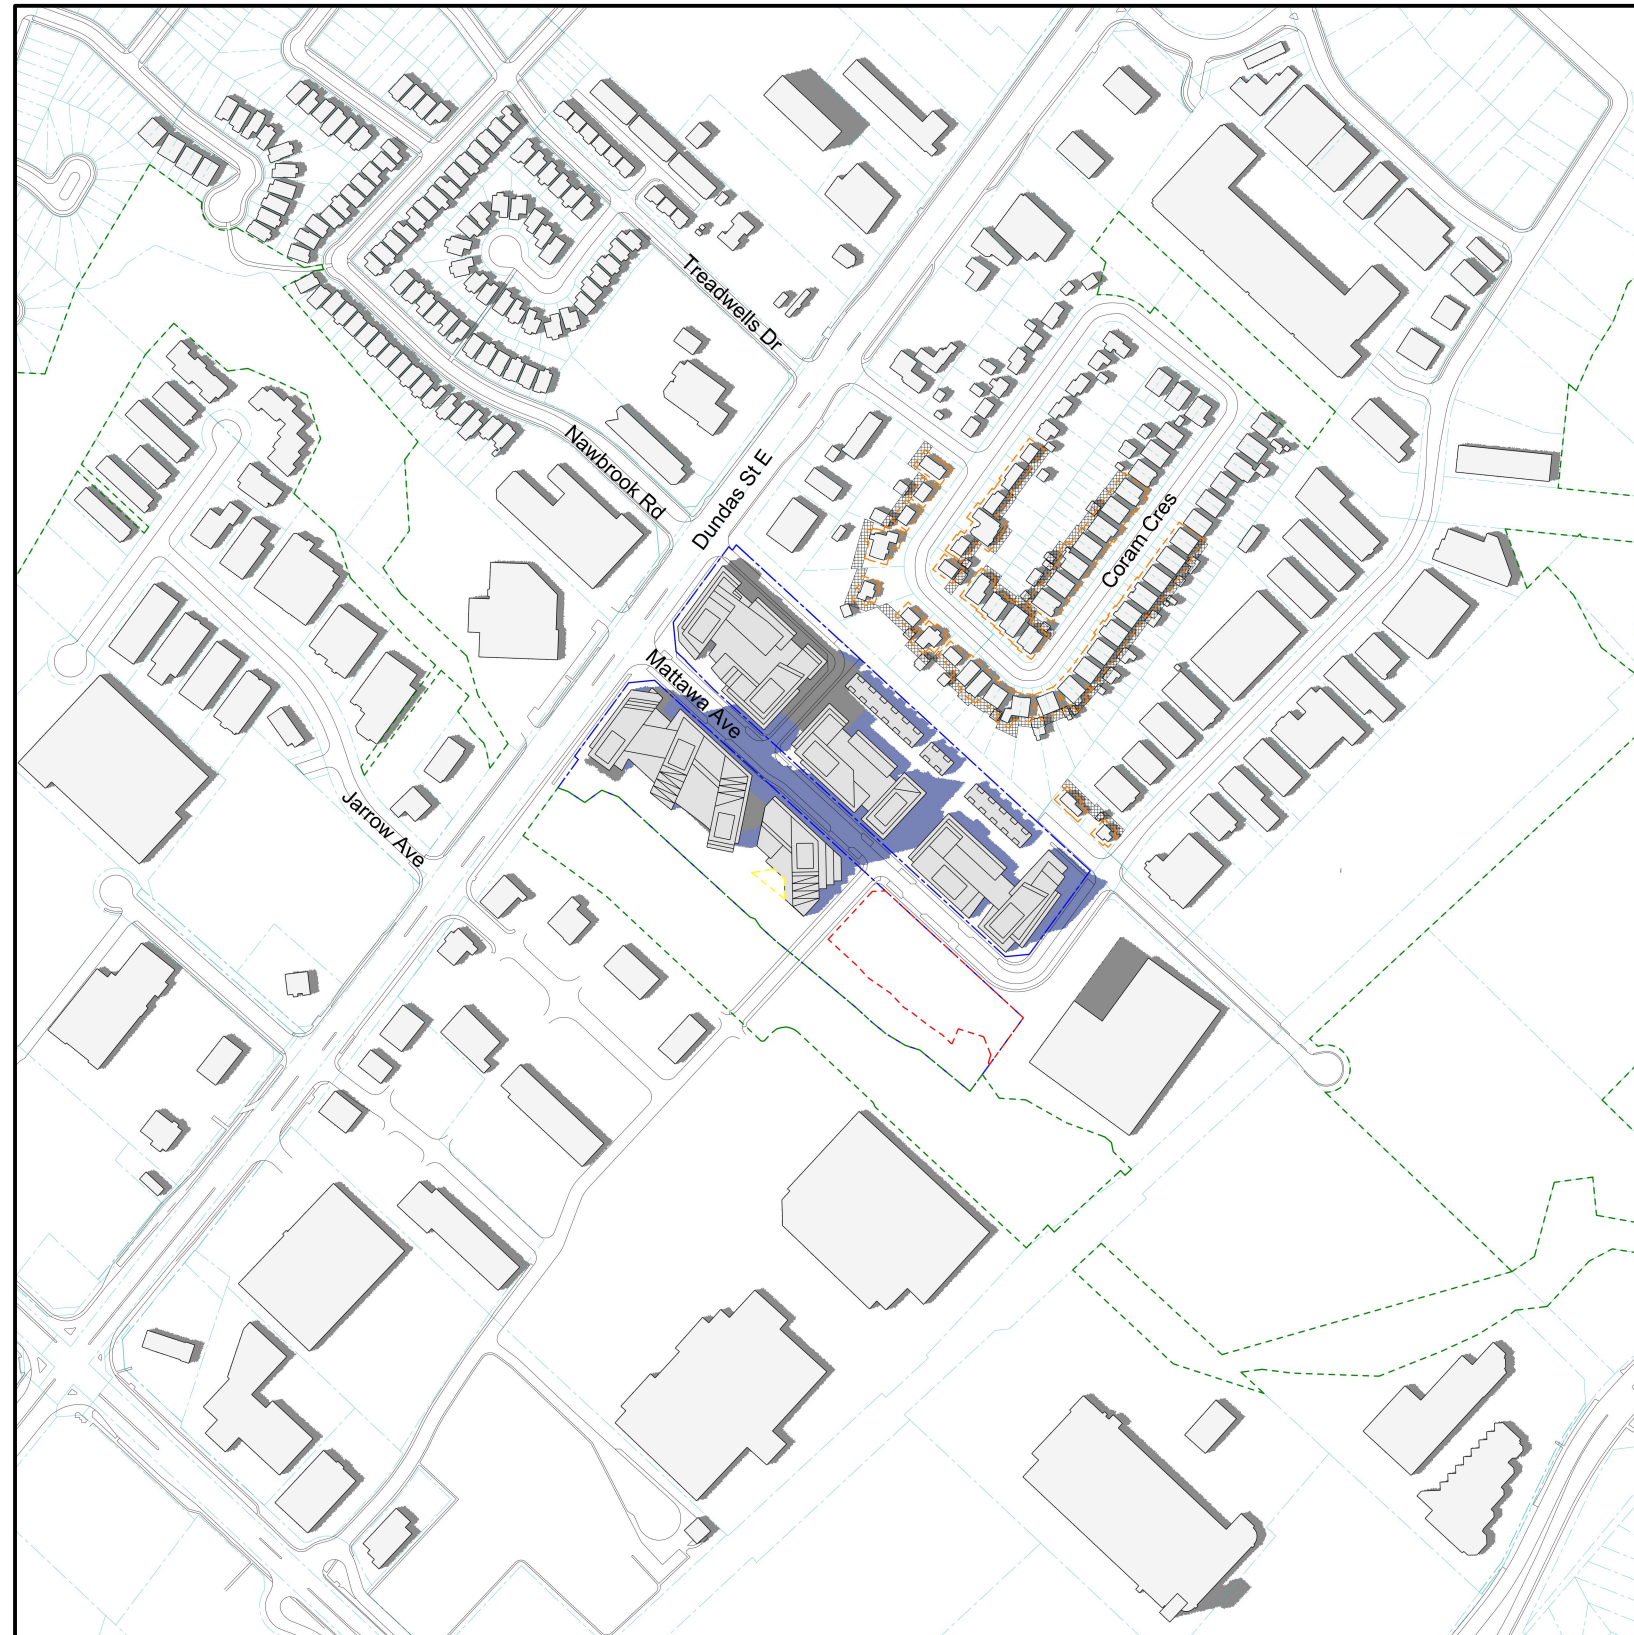 Treadwells Dr
Nawbrook Rd
Dundas St E
Coram Cres
Mattawa Ave
Jarrow Ave